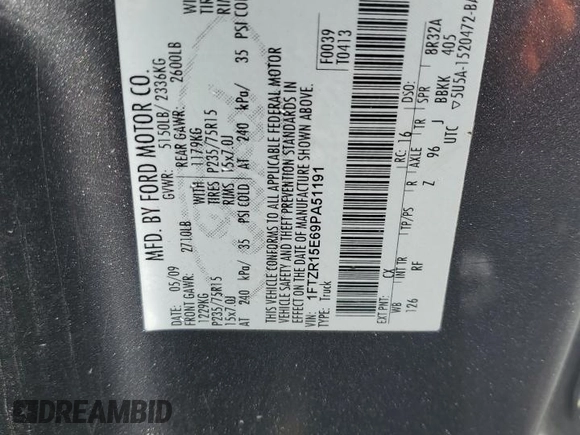 MFD. BY FORD MOTOR CO.
DATE: 05/09 GVWR: 5150LB/ 2336KG
FRONT GAWR: 2710LB REAR GAWR: 2600LB
1229KG WITH 1179KG WITH
P235/75R15 TIRES P235/75R15 TIRES
15x7.0J RIMS 15x7.0J RIMS
AT 240 kPa/ 35 PSI COLD AT 240 kPa/ 35 PSI COLD
THIS VEHICLE CONFORMS TO ALL APPLICABLE FEDERAL MOTOR
VEHICLE SAFETY AND THEFT PREVENTION STANDARDS IN
EFFECT ON THE DATE OF MANUFACTURE SHOWN ABOVE.
VIN: 1FTZR15E69PA51191 F0039
TYPE: Truck T0413
EXT PNT: CX RC: 16 DSO:
WB INT TR TP/PS R AXLE TR SPR 8R32A
126 RF Z 96 J BBKK 405
UTC ▽5U5A-1520472-BA
DREAMBID